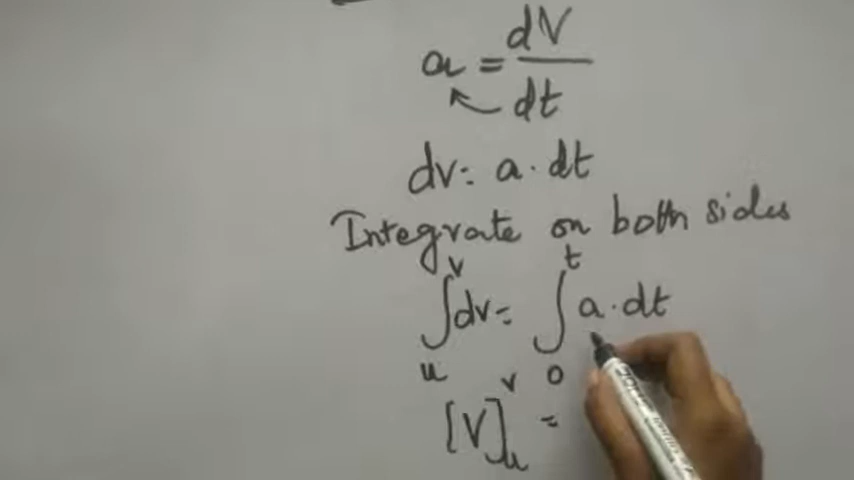 a = dV/dt
dv = a · dt
Integrate on both sides
∫_u^v dv = ∫_0^t a · dt
[V]_u^v =